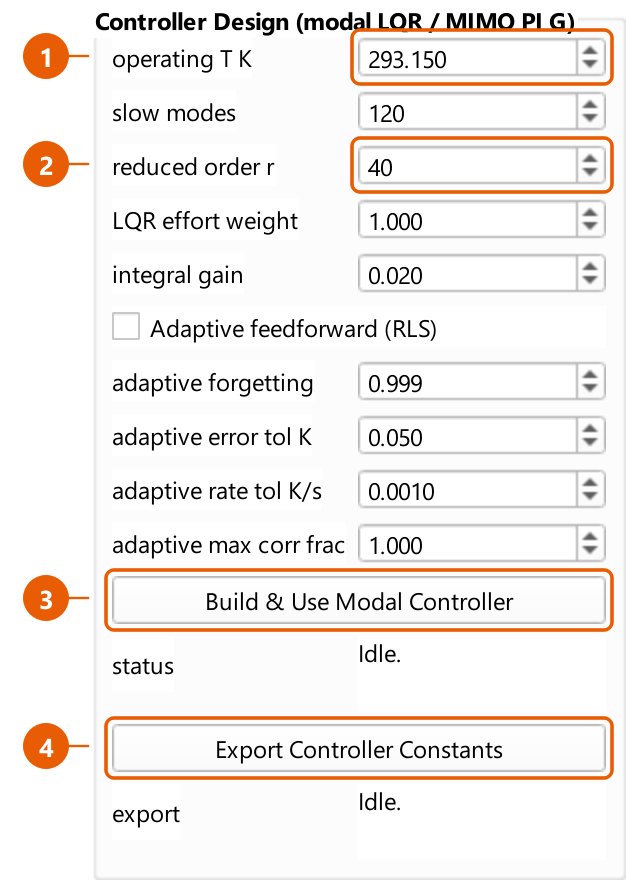 Controller Design (modal LQR / MIMO PI G)
1 operating T K 293.150
slow modes 120
2 reduced order r 40
LQR effort weight 1.000
integral gain 0.020
Adaptive feedforward (RLS)
adaptive forgetting 0.999
adaptive error tol K 0.050
adaptive rate tol K/s 0.0010
adaptive max corr frac 1.000
3 Build & Use Modal Controller
status Idle.
4 Export Controller Constants
export Idle.